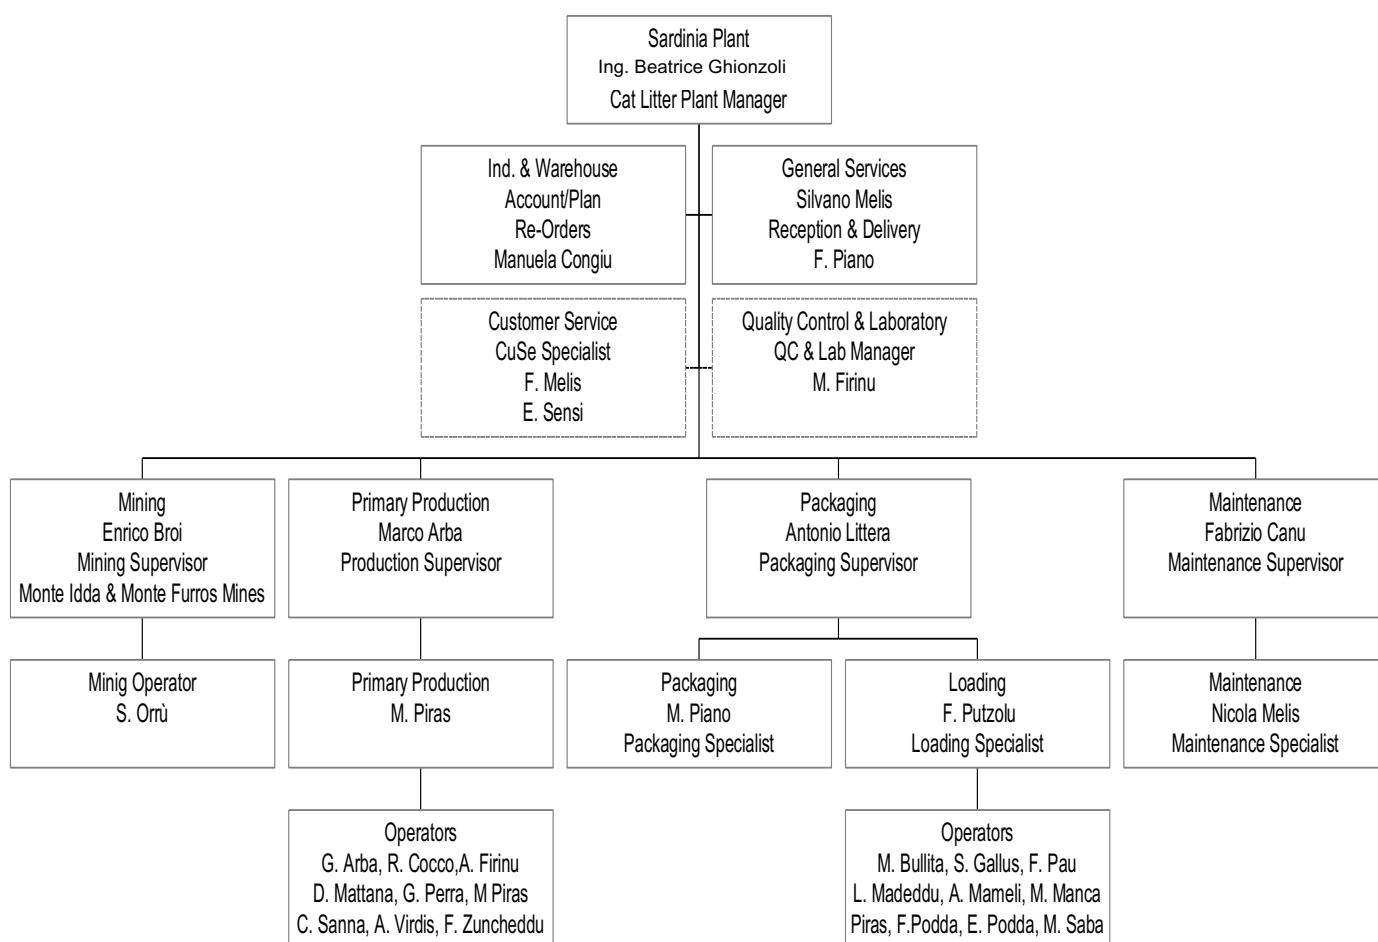 Sardinia Plant
Ing. Beatrice Ghionzoli
Cat Litter Plant Manager
Ind. & Warehouse
Account/Plan
Re-Orders
Manuela Congiu
General Services
Silvano Melis
Reception & Delivery
F. Piano
Customer Service
CuSe Specialist
F. Melis
E. Sensi
Quality Control & Laboratory
QC & Lab Manager
M. Firinu
Mining
Enrico Broi
Mining Supervisor
Monte Idda & Monte Furros Mines
Primary Production
Marco Arba
Production Supervisor
Packaging
Antonio Littera
Packaging Supervisor
Maintenance
Fabrizio Canu
Maintenance Supervisor
Minig Operator
S. Orrù
Primary Production
M. Piras
Packaging
M. Piano
Packaging Specialist
Loading
F. Putzolu
Loading Specialist
Maintenance
Nicola Melis
Maintenance Specialist
Operators
G. Arba, R. Cocco,A. Firinu
D. Mattana, G. Perra, M Piras
C. Sanna, A. Virdis, F. Zuncheddu
Operators
M. Bullita, S. Gallus, F. Pau
L. Madeddu, A. Mameli, M. Manca
Piras, F.Podda, E. Podda, M. Saba